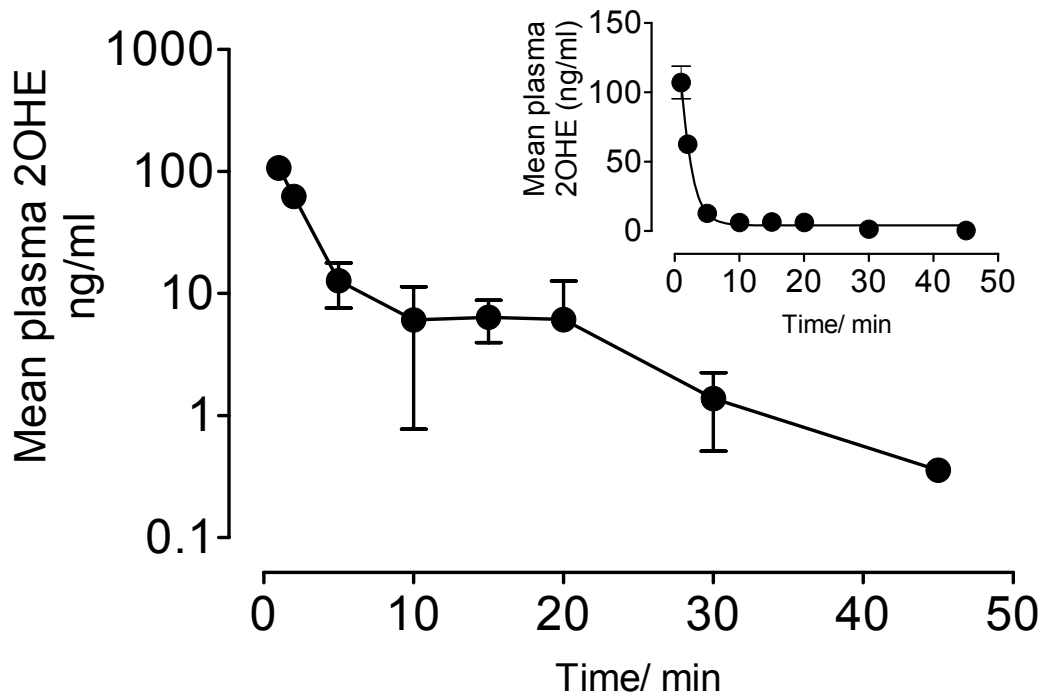 Mean plasma 2OHE
ng/ml
1000
100
10
1
0.1
0 10 20 30 40 50
Time/ min
Mean plasma
2OHE (ng/ml)
150
100
50
0
0 10 20 30 40 50
Time/ min